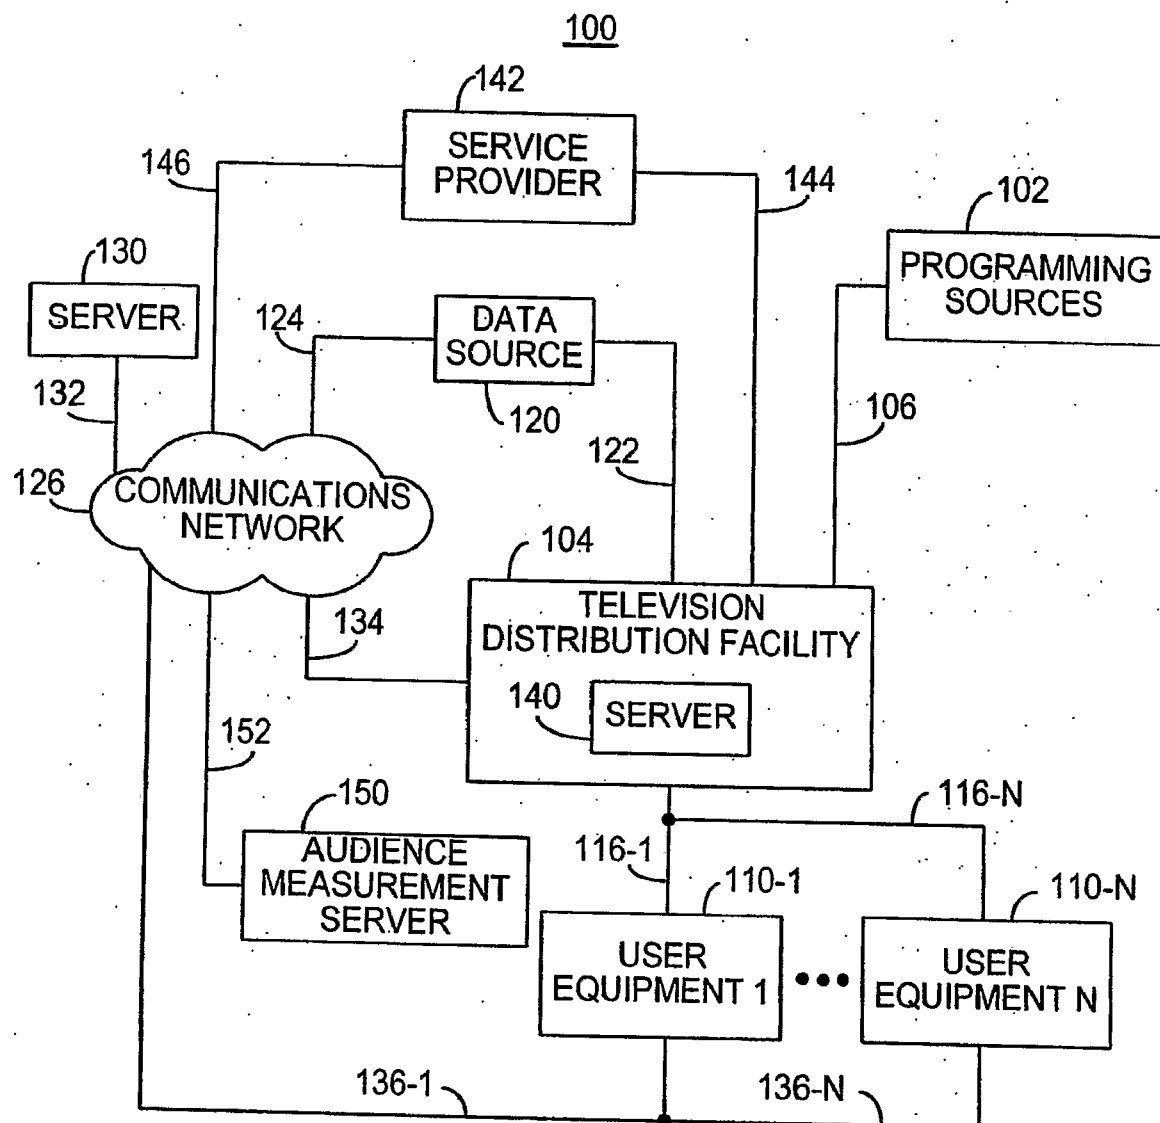 100
142
SERVICE
PROVIDER
146
144
102
PROGRAMMING
SOURCES
130
SERVER
124
DATA
SOURCE
120
132
106
122
126
COMMUNICATIONS
NETWORK
104
TELEVISION
DISTRIBUTION FACILITY
134
140
SERVER
152
150
AUDIENCE
MEASUREMENT
SERVER
116-N
116-1
110-1
110-N
USER
EQUIPMENT 1
USER
EQUIPMENT N
136-1
136-N